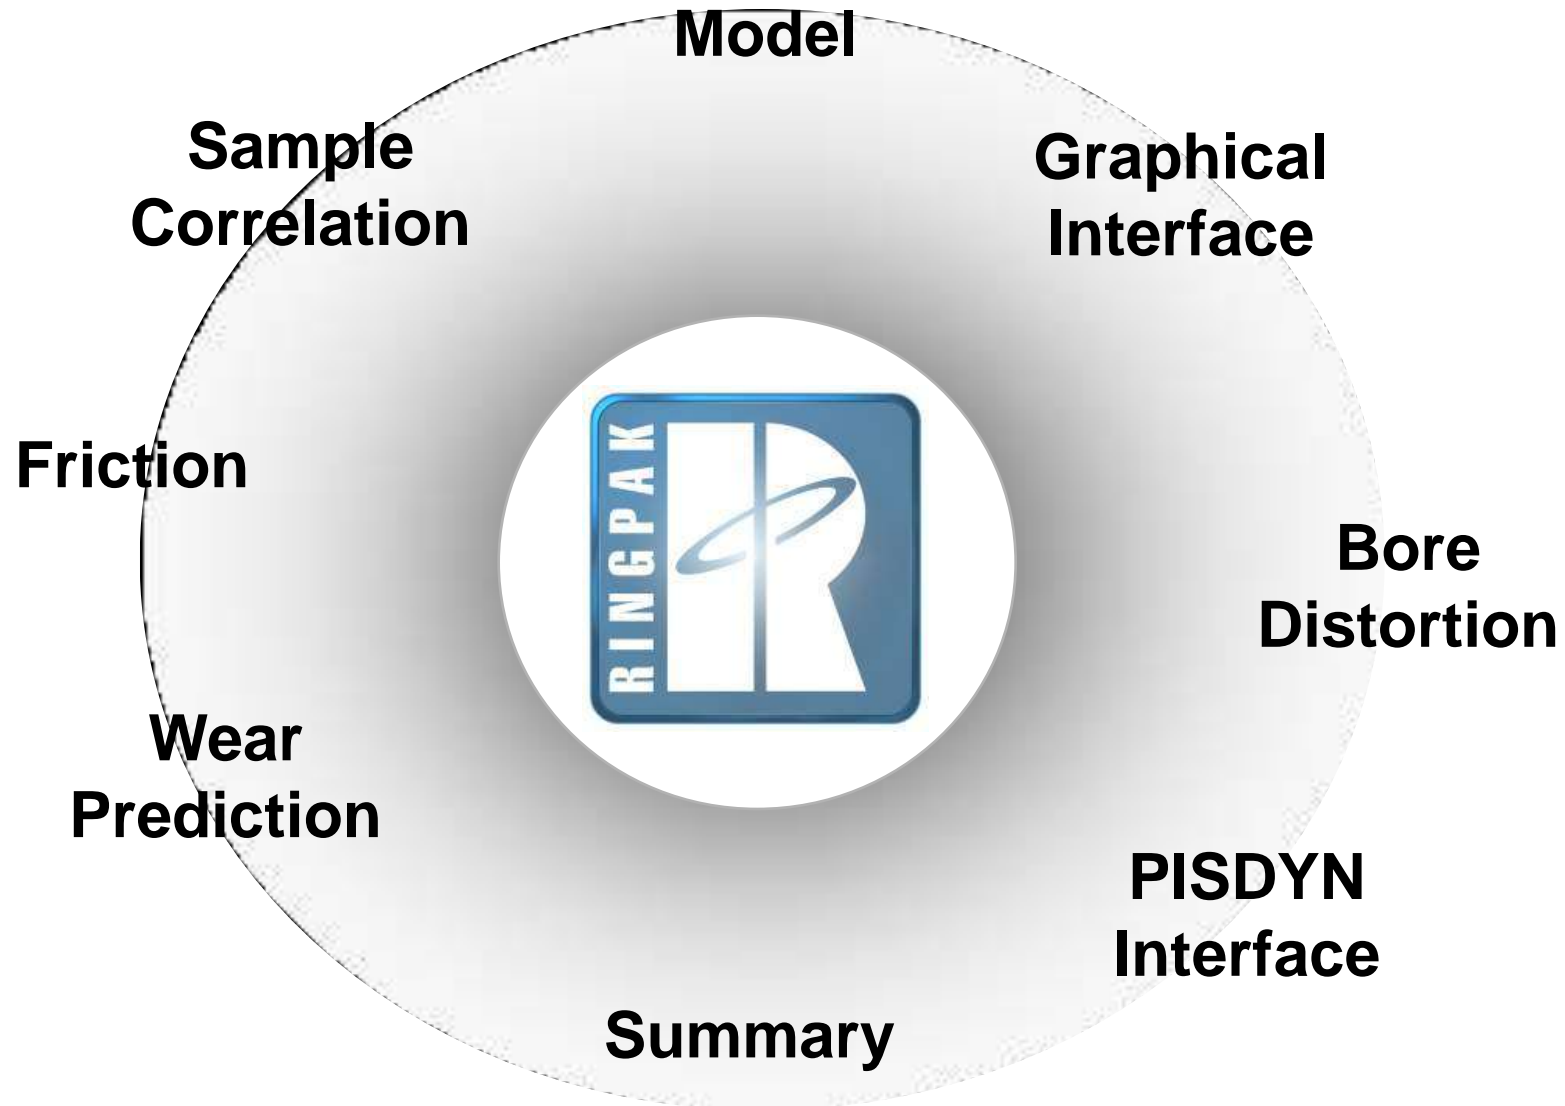 Model
Sample
Correlation
Graphical
Interface
Friction
RINGPAK
R
Bore
Distortion
Wear
Prediction
PISDYN
Interface
Summary